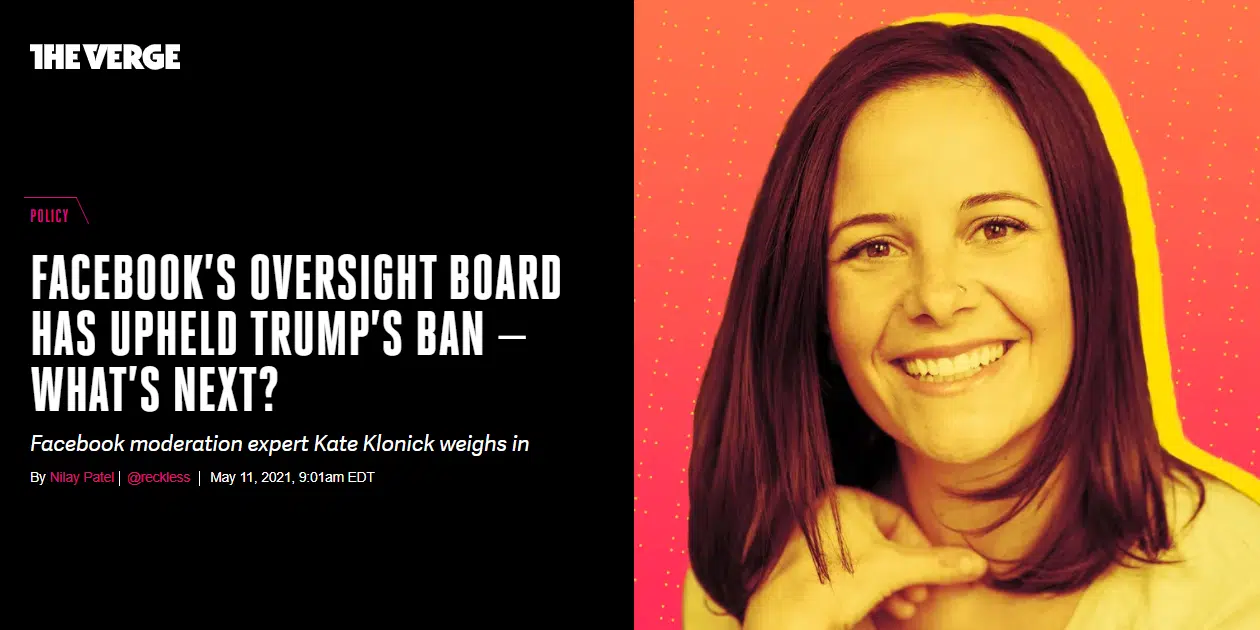 THE VERGE
POLICY
FACEBOOK'S OVERSIGHT BOARD
HAS UPHELD TRUMP'S BAN —
WHAT'S NEXT?
Facebook moderation expert Kate Klonick weighs in
By Nilay Patel | @reckless | May 11, 2021, 9:01am EDT